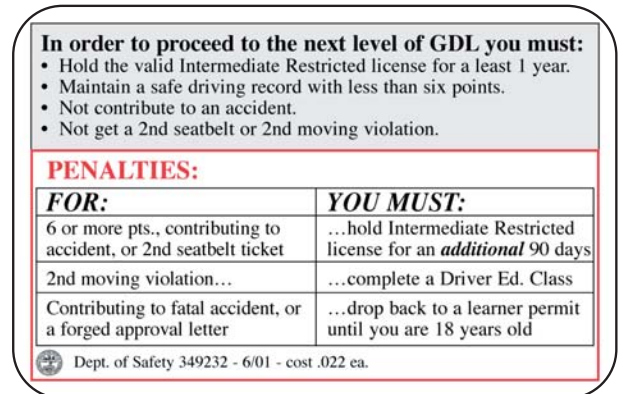 In order to proceed to the next level of GDL you must:
• Hold the valid Intermediate Restricted license for a least 1 year.
• Maintain a safe driving record with less than six points.
• Not contribute to an accident.
• Not get a 2nd seatbelt or 2nd moving violation.
PENALTIES:
FOR:
YOU MUST:
6 or more pts., contributing to
accident, or 2nd seatbelt ticket
…hold Intermediate Restricted
license for an additional 90 days
2nd moving violation…
…complete a Driver Ed. Class
Contributing to fatal accident, or
a forged approval letter
…drop back to a learner permit
until you are 18 years old
Dept. of Safety 349232 - 6/01 - cost .022 ea.